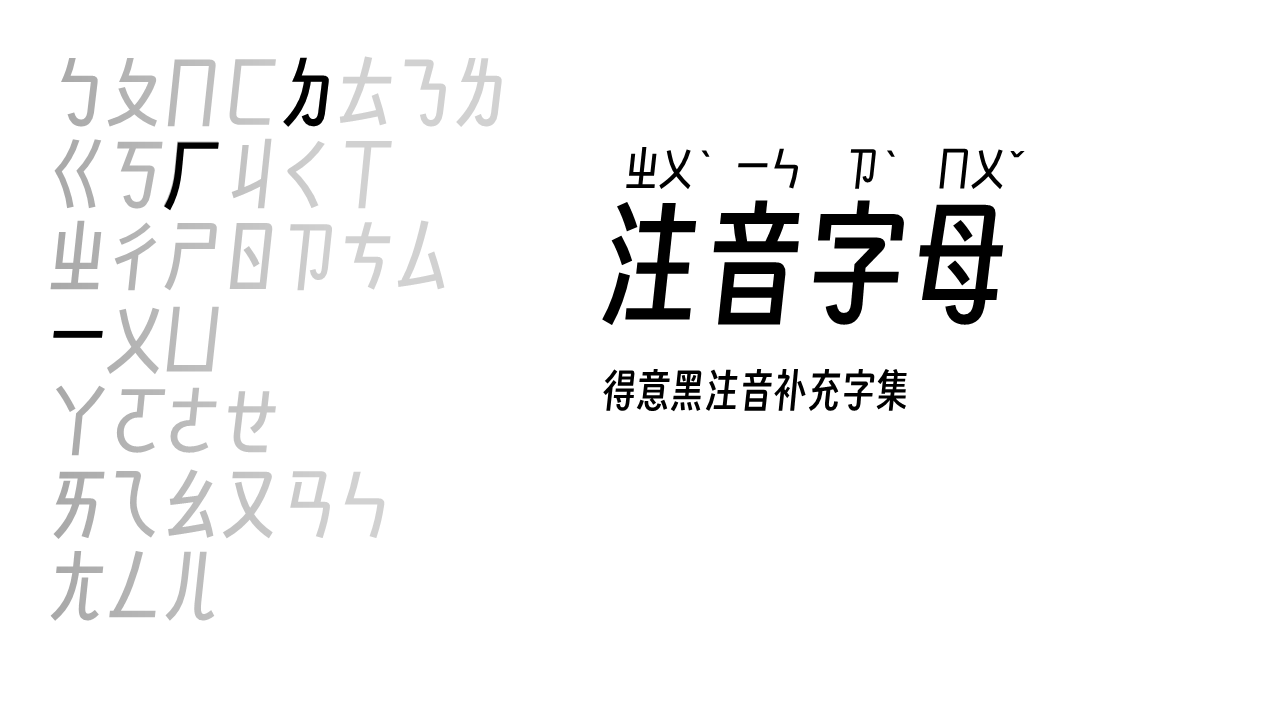 ㄅㄆㄇㄈㄉㄊㄋㄌ
ㄍㄎㄏㄐㄑㄒ
ㄓㄔㄕㄖㄗㄘㄙ
ㄧㄨㄩ
ㄚㄛㄜㄝ
ㄞㄟㄠㄡㄢㄣ
ㄤㄥㄦ
ㄓㄨˋ ㄧㄣ ㄗˋ ㄇㄨˇ
注音字母
得意黑注音补充字集